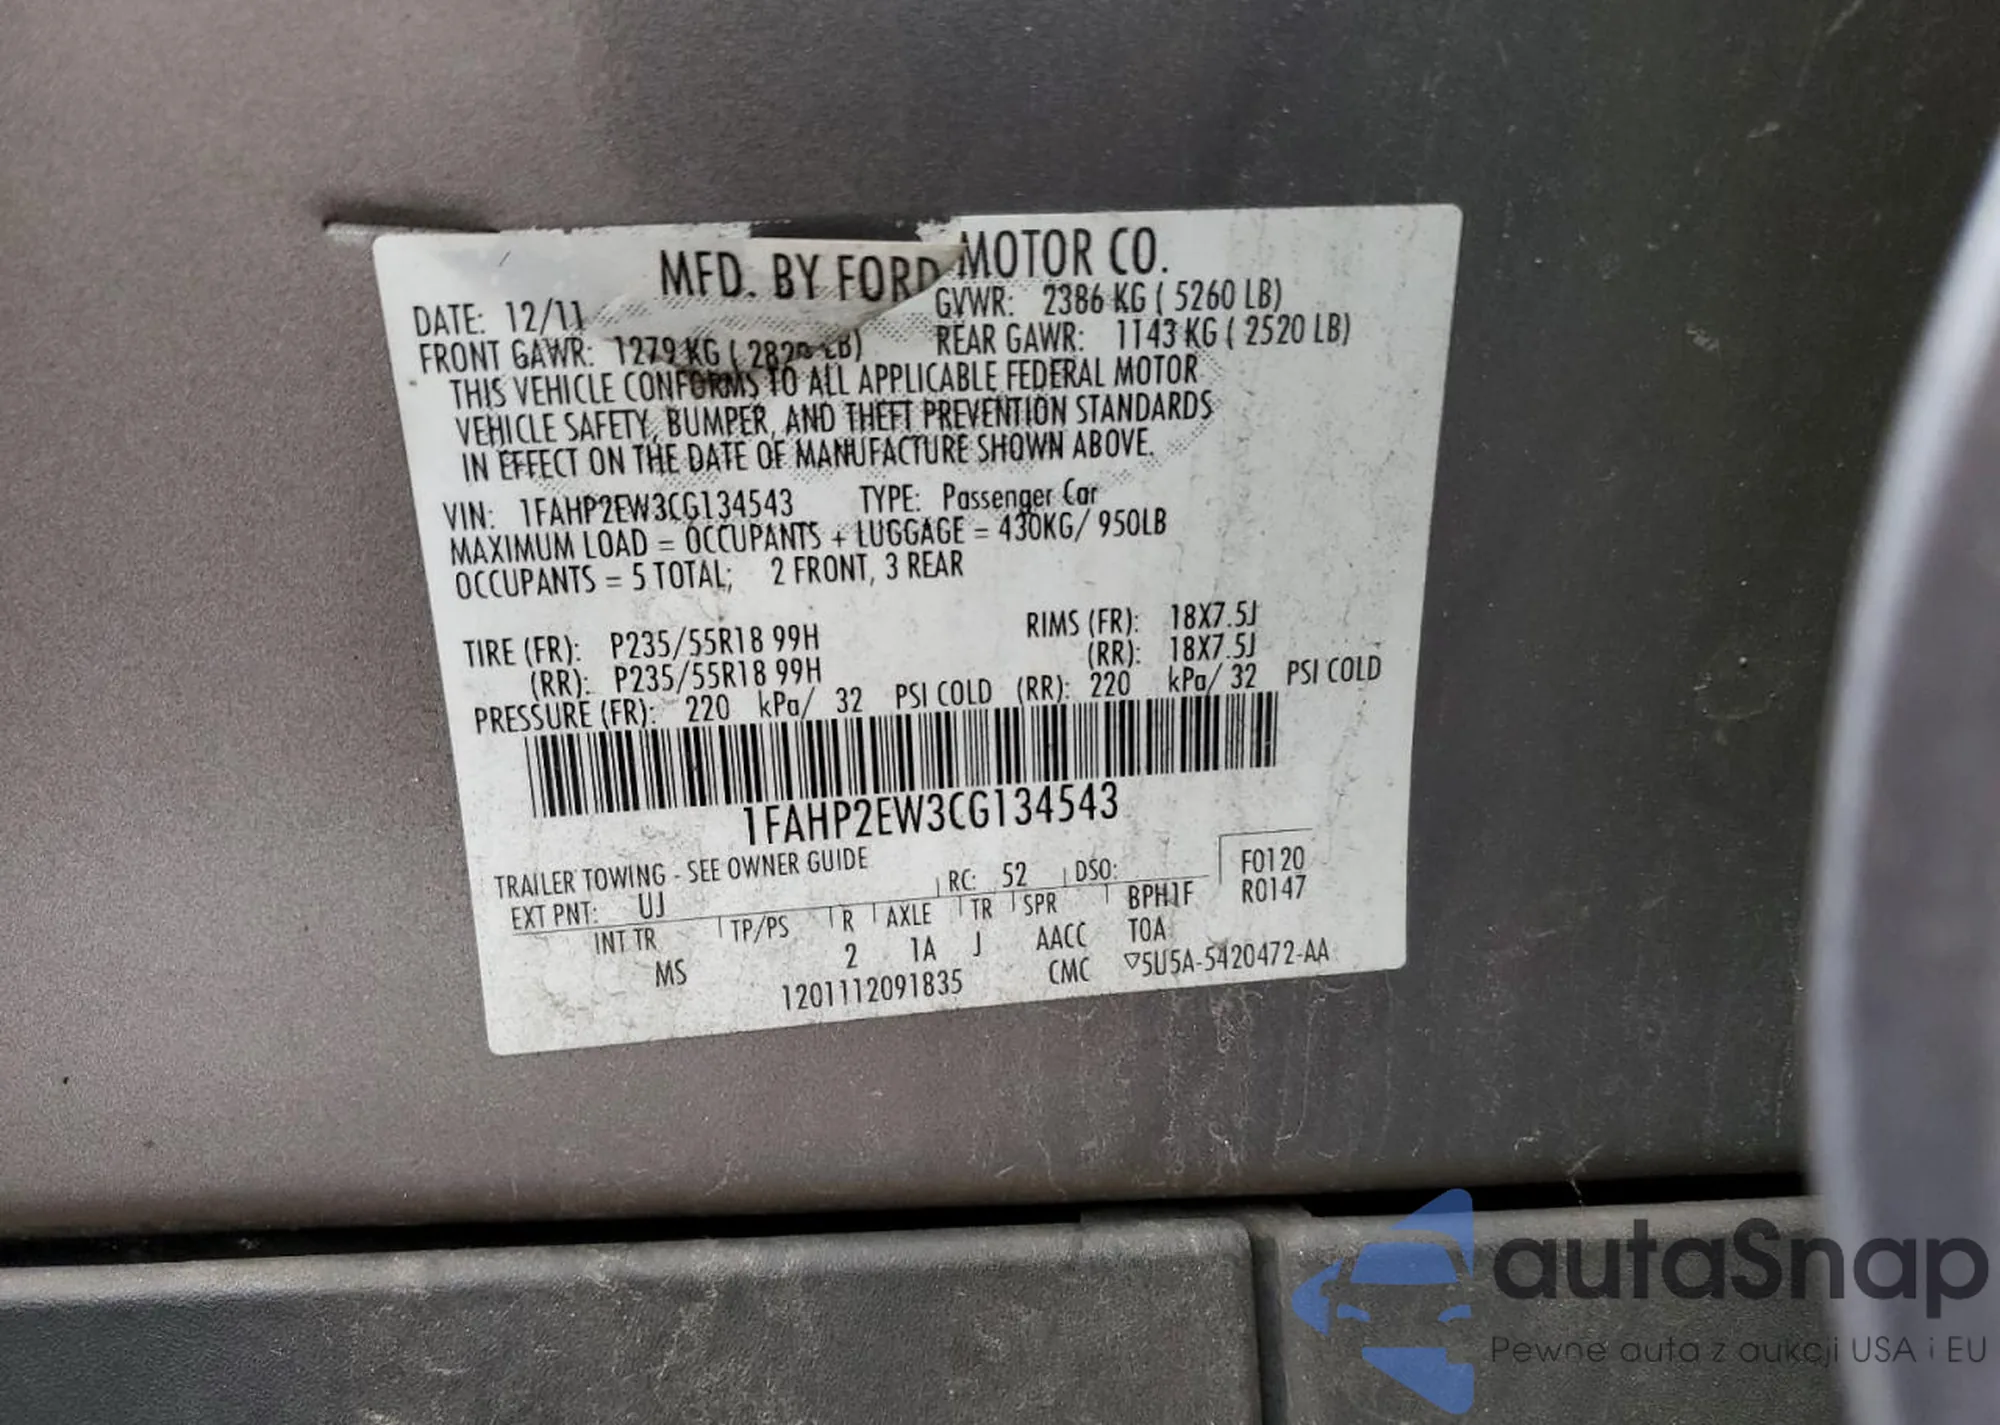 MFD. BY FORD MOTOR CO.
DATE: 12/11 GVWR: 2386 KG ( 5260 LB)
FRONT GAWR: 1279 KG ( 2820 LB) REAR GAWR: 1143 KG ( 2520 LB)
THIS VEHICLE CONFORMS TO ALL APPLICABLE FEDERAL MOTOR
VEHICLE SAFETY, BUMPER, AND THEFT PREVENTION STANDARDS
IN EFFECT ON THE DATE OF MANUFACTURE SHOWN ABOVE.
VIN: 1FAHP2EW3CG134543 TYPE: Passenger Car
MAXIMUM LOAD = OCCUPANTS + LUGGAGE = 430KG/ 950LB
OCCUPANTS = 5 TOTAL; 2 FRONT, 3 REAR
TIRE (FR): P235/55R18 99H RIMS (FR): 18X7.5J
(RR): P235/55R18 99H (RR): 18X7.5J
PRESSURE (FR): 220 kPa/ 32 PSI COLD (RR): 220 kPa/ 32 PSI COLD
1FAHP2EW3CG134543
TRAILER TOWING - SEE OWNER GUIDE
EXT PNT: UJ RC: 52 DSO: F0120
INT TR TP/PS R AXLE TR SPR BPH1F R0147
MS 2 1A J AACC TOA
1201112091835 CMC ▽5U5A-5420472-AA
autaSnap
Pewne auta z aukcji USA i EU